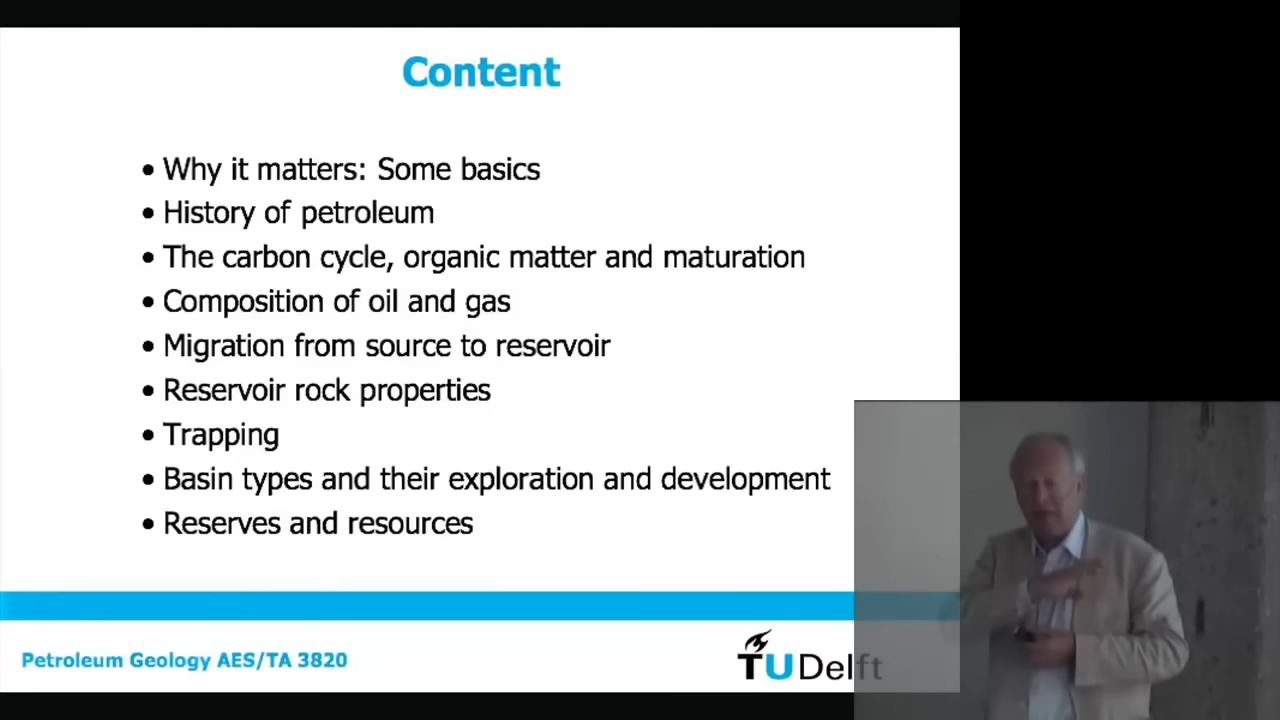 Content
• Why it matters: Some basics
• History of petroleum
• The carbon cycle, organic matter and maturation
• Composition of oil and gas
• Migration from source to reservoir
• Reservoir rock properties
• Trapping
• Basin types and their exploration and development
• Reserves and resources
Petroleum Geology AES/TA 3820
TU Delft